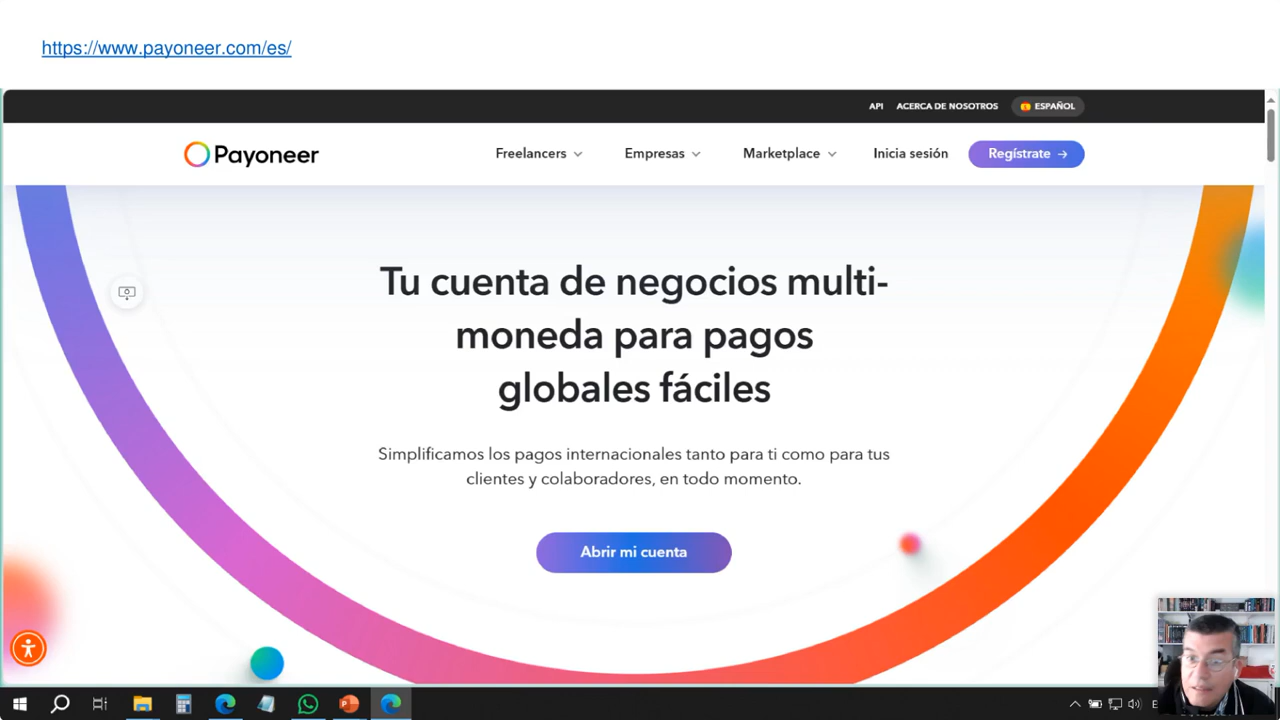 https://www.payoneer.com/es/
API ACERCA DE NOSOTROS ESPAÑOL
Payoneer Freelancers Empresas Marketplace Inicia sesión Regístrate →
Tu cuenta de negocios multi-
moneda para pagos
globales fáciles
Simplificamos los pagos internacionales tanto para ti como para tus
clientes y colaboradores, en todo momento.
Abrir mi cuenta